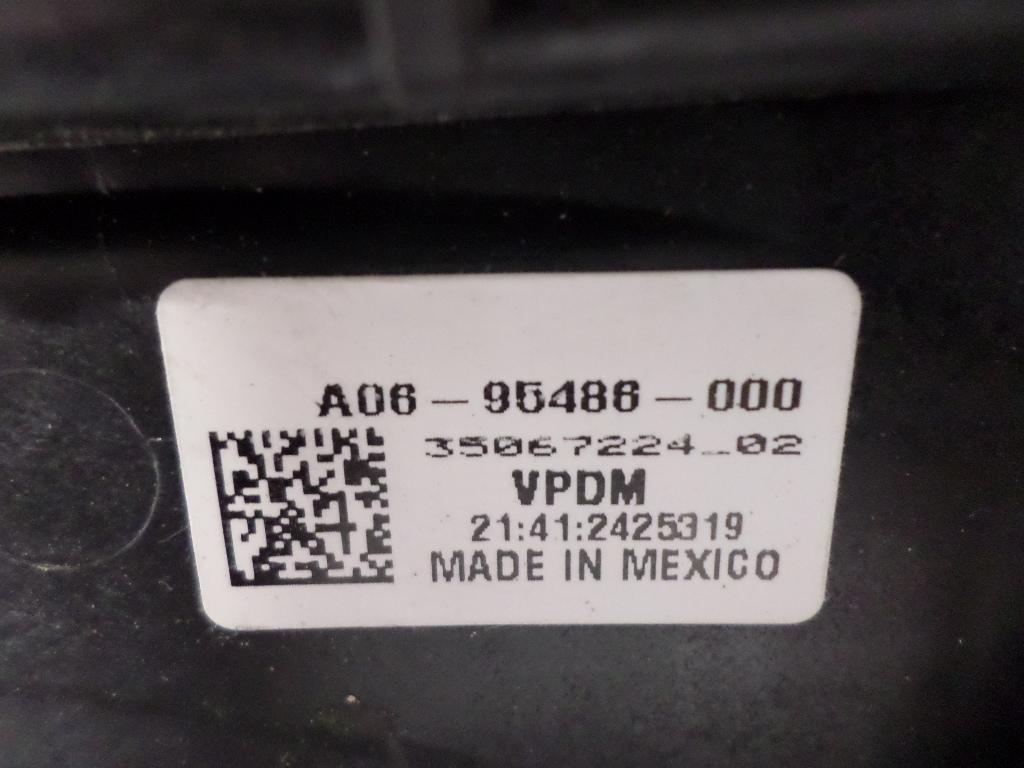 A06-95486-000
35067224_02
VPDM
21:41:2425319
MADE IN MEXICO